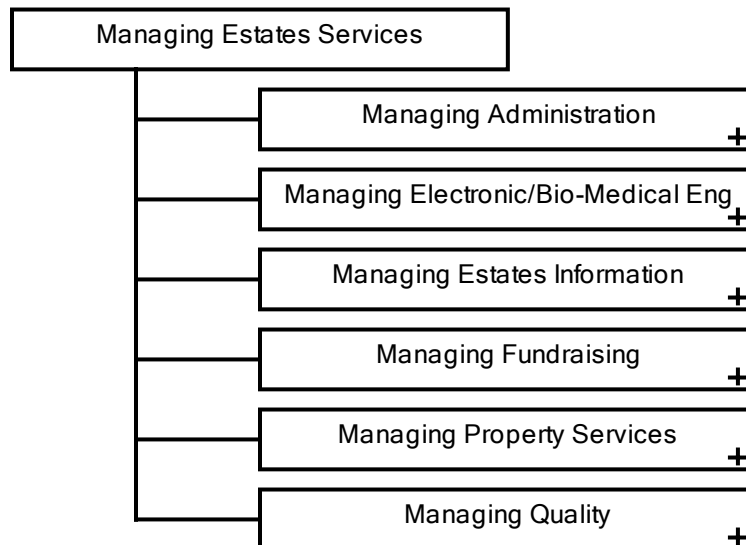 Managing Estates Services
Managing Administration
+
Managing Electronic/Bio-Medical Eng
+
Managing Estates Information
+
Managing Fundraising
+
Managing Property Services
+
Managing Quality
+